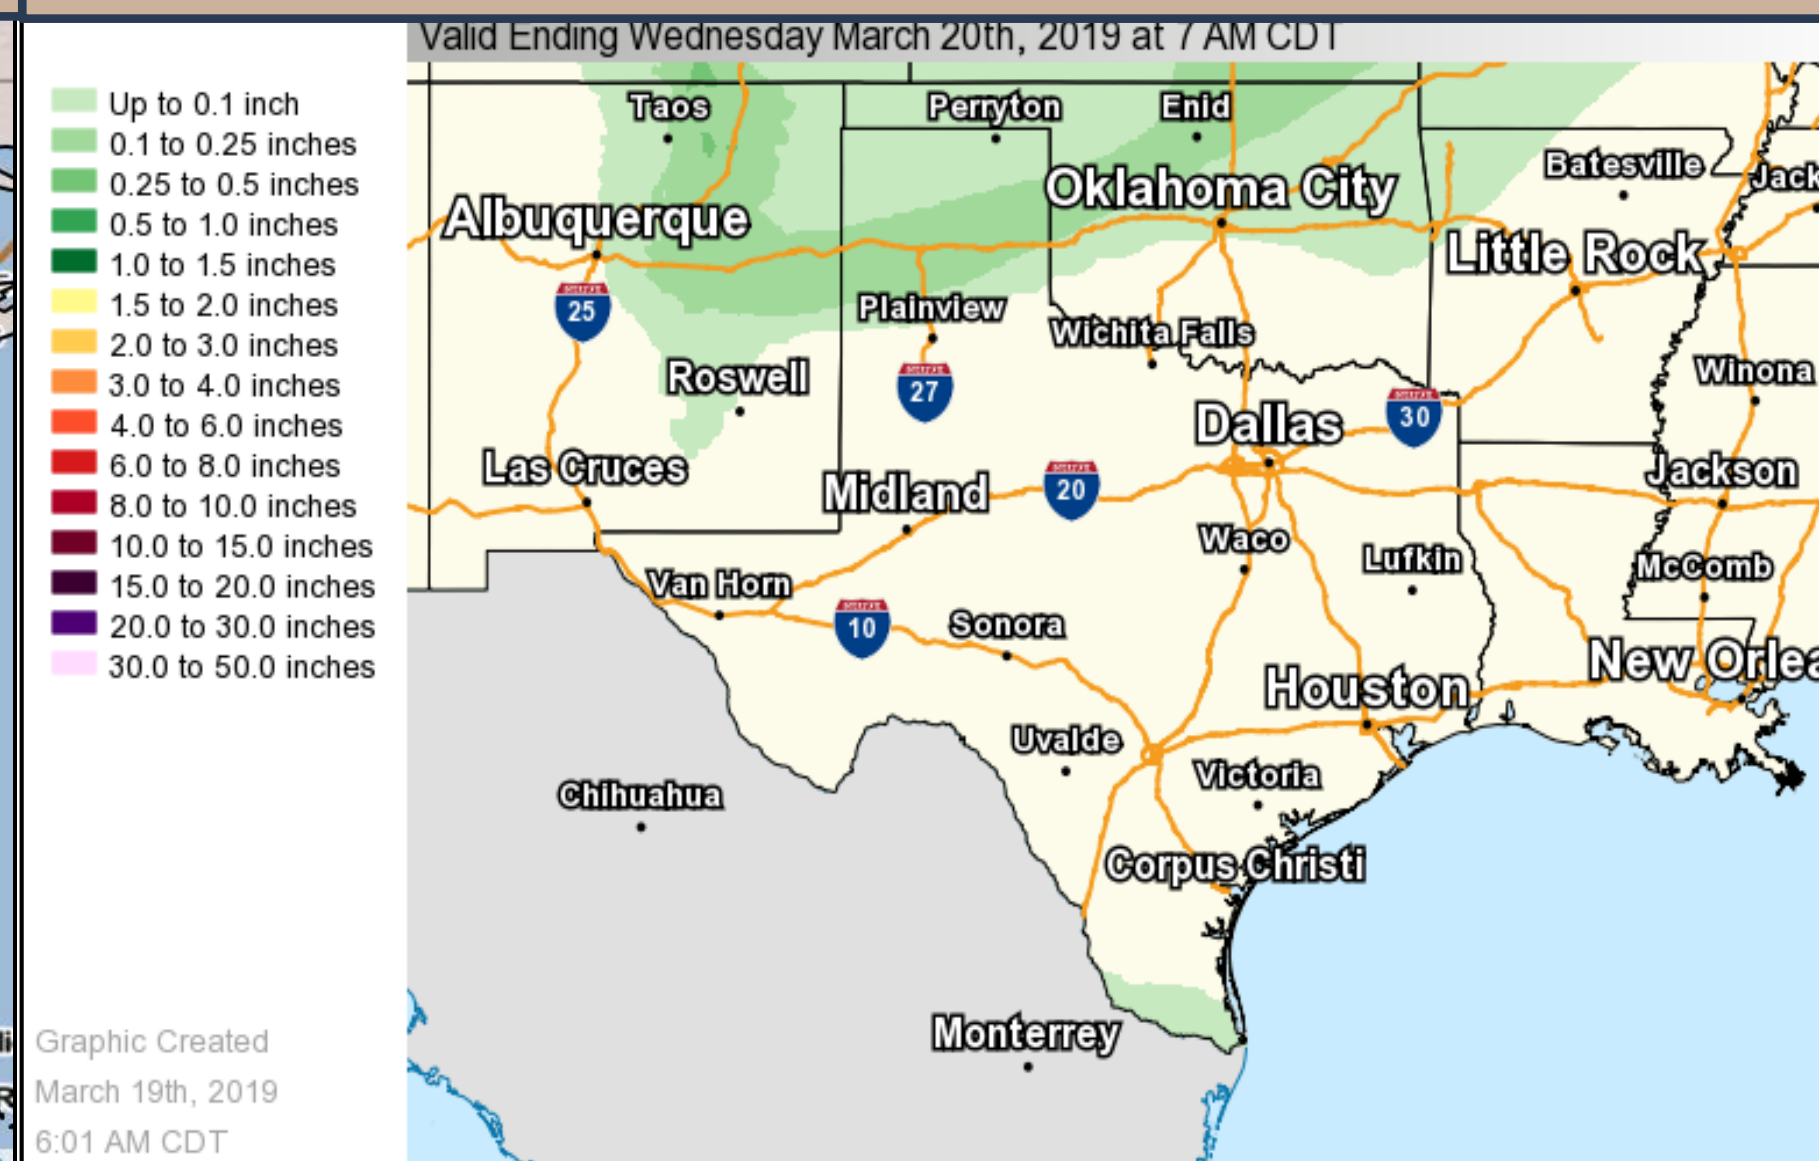 Valid Ending Wednesday March 20th, 2019 at 7 AM CDT
Up to 0.1 inch
0.1 to 0.25 inches
0.25 to 0.5 inches
0.5 to 1.0 inches
1.0 to 1.5 inches
1.5 to 2.0 inches
2.0 to 3.0 inches
3.0 to 4.0 inches
4.0 to 6.0 inches
6.0 to 8.0 inches
8.0 to 10.0 inches
10.0 to 15.0 inches
15.0 to 20.0 inches
20.0 to 30.0 inches
30.0 to 50.0 inches
Graphic Created
March 19th, 2019
6:01 AM CDT
Taos
Perryton
Enid
Batesville
Jack
Oklahoma City
Albuquerque
Little Rock
25
Plainview
Wichita Falls
Roswell
27
Winona
30
Dallas
Las Cruces
Midland
20
Jackson
Waco
Lufkin
McComb
Van Horn
10
Sonora
New Orlea
Houston
Uvalde
Victoria
Chihuahua
Corpus Christi
Monterrey